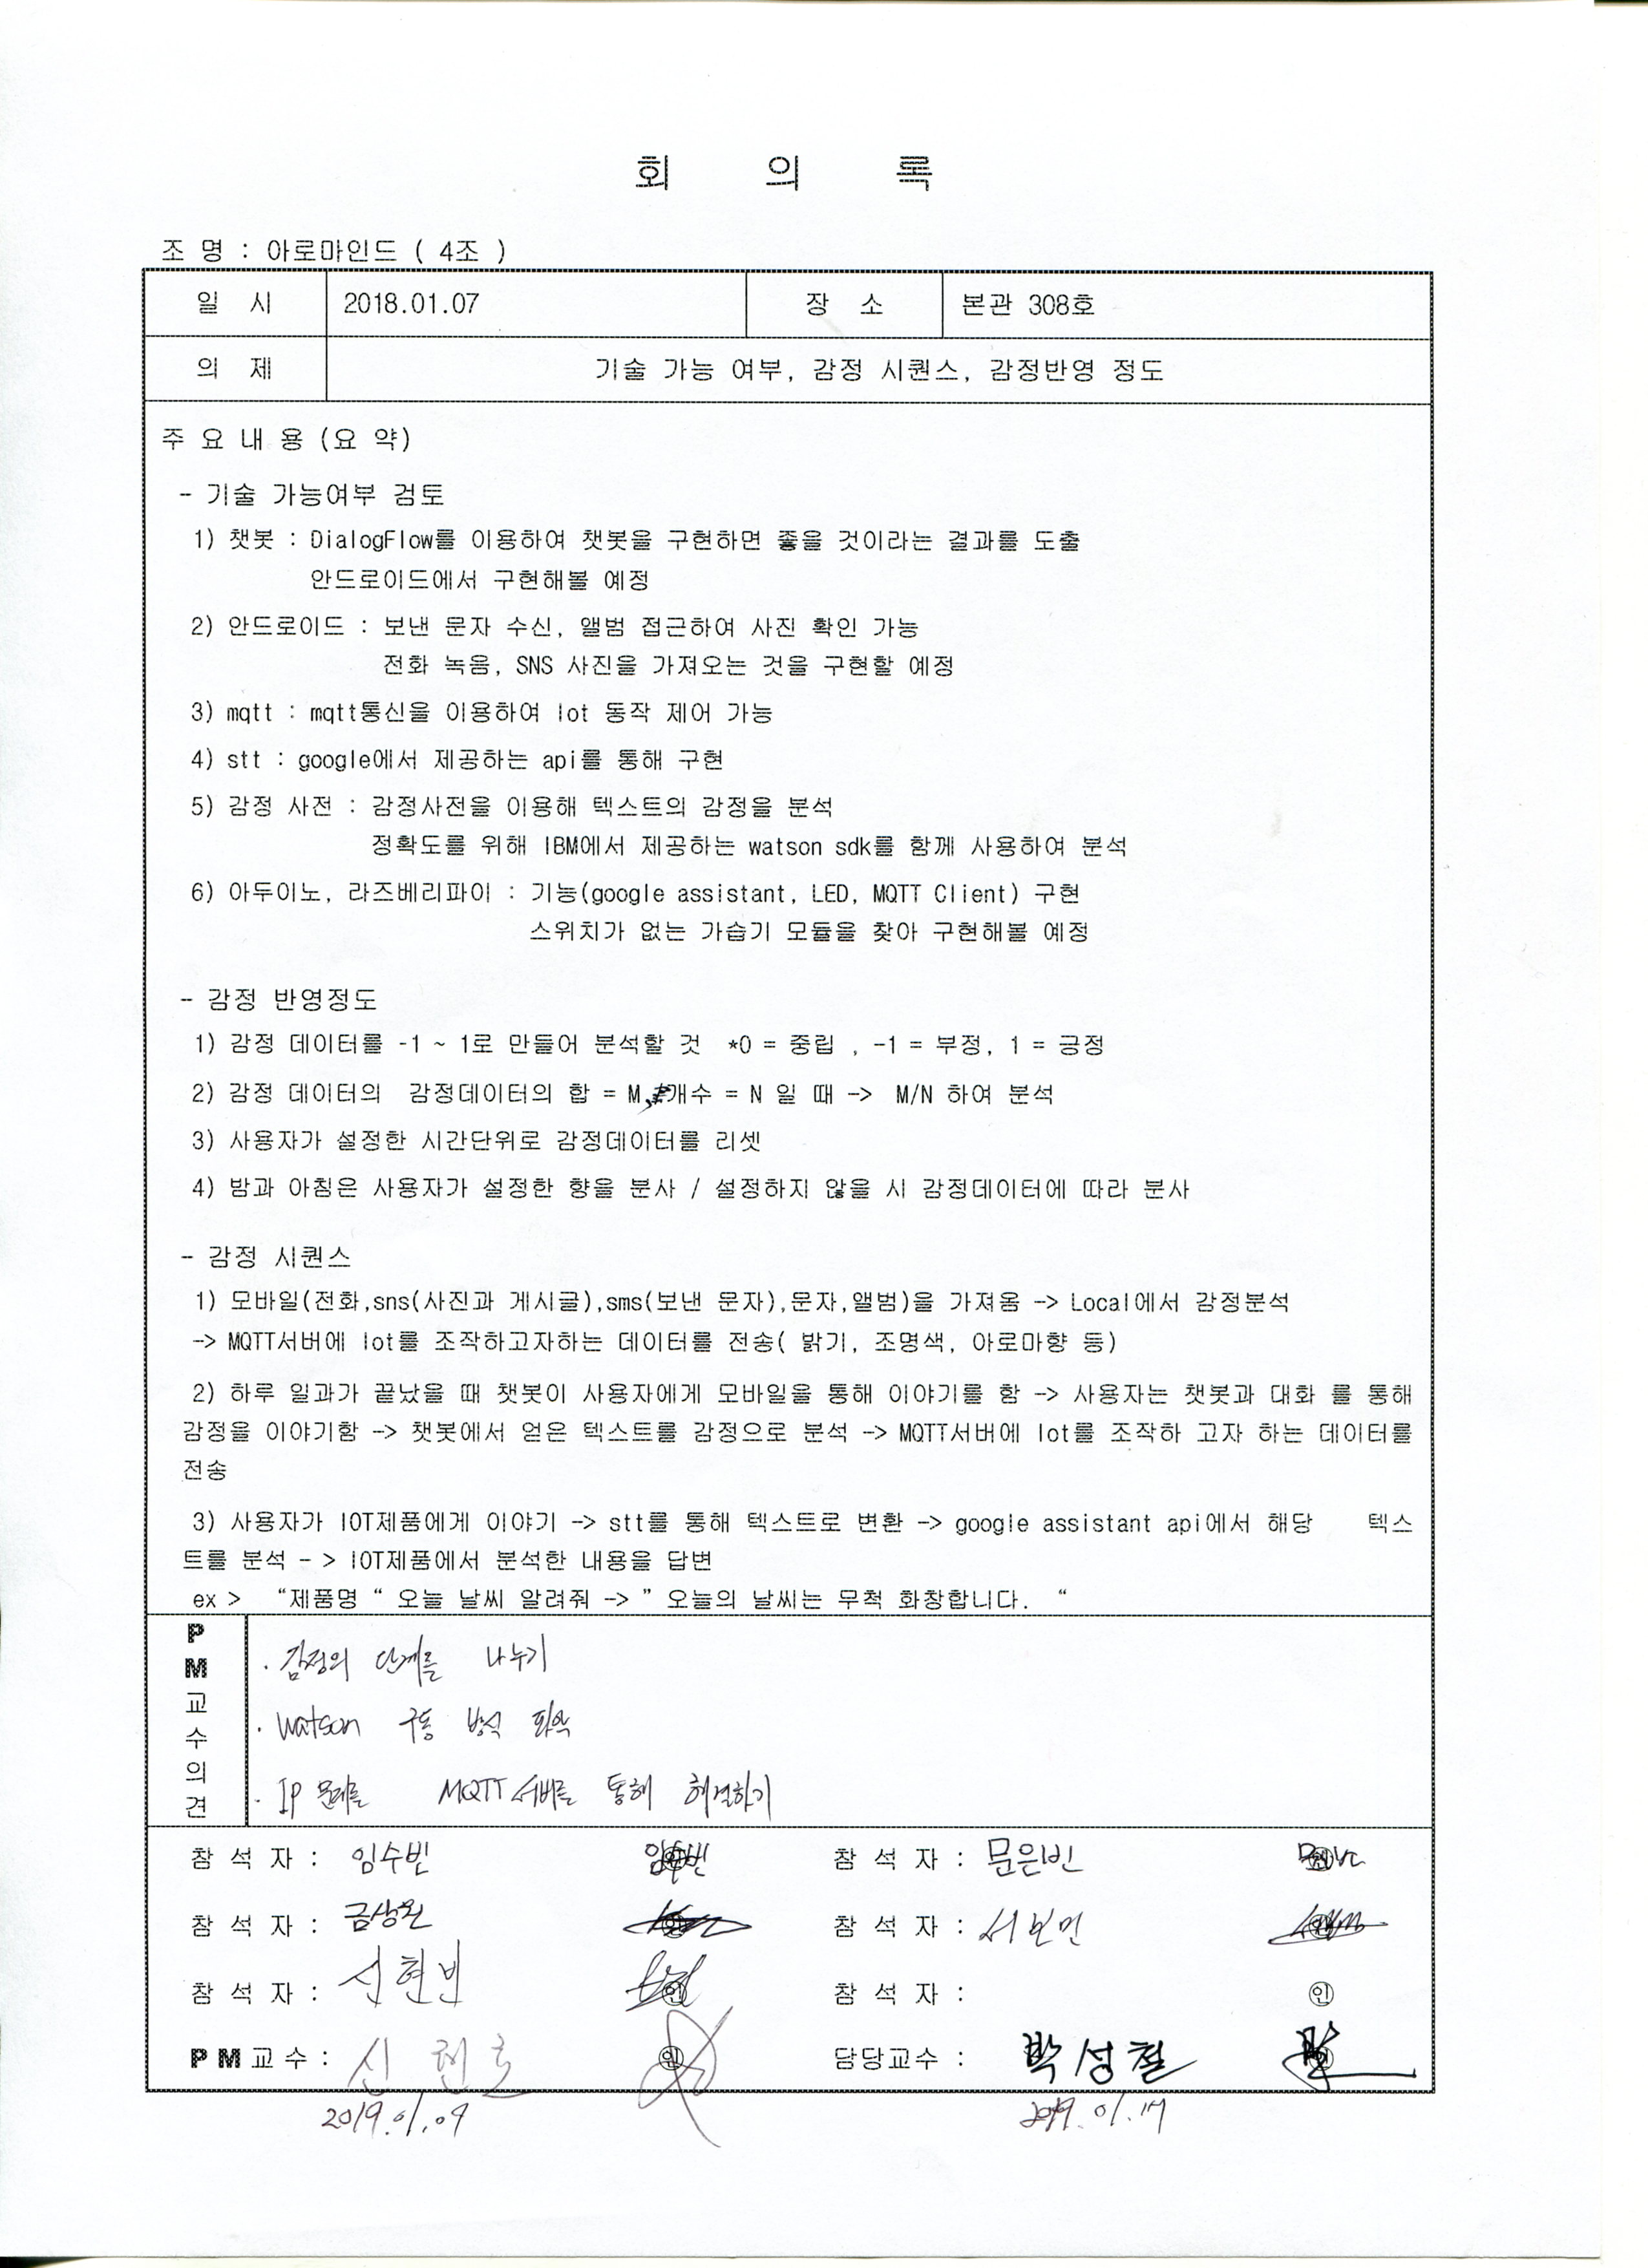 회 의 록
조 명 : 아로마인드 ( 4조 )
일 시 2018.01.07 장 소 본관 308호
의 제 기술 가능 여부, 감정 시퀀스, 감정반영 정도
주 요 내 용 (요 약)
- 기술 가능여부 검토
1) 챗봇 : DialogFlow를 이용하여 챗봇을 구현하면 좋을 것이라는 결과를 도출
안드로이드에서 구현해볼 예정
2) 안드로이드 : 보낸 문자 수신, 앨범 접근하여 사진 확인 가능
전화 녹음, SNS 사진을 가져오는 것을 구현할 예정
3) mqtt : mqtt통신을 이용하여 Iot 동작 제어 가능
4) stt : google에서 제공하는 api를 통해 구현
5) 감정 사전 : 감정사전을 이용해 텍스트의 감정을 분석
정확도를 위해 IBM에서 제공하는 watson sdk를 함께 사용하여 분석
6) 아두이노, 라즈베리파이 : 기능(google assistant, LED, MQTT Client) 구현
스위치가 없는 가습기 모듈을 찾아 구현해볼 예정
- 감정 반영정도
1) 감정 데이터를 -1 ~ 1로 만들어 분석할 것 *0 = 중립 , -1 = 부정, 1 = 긍정
2) 감정 데이터의 감정데이터의 합 = M, 개수 = N 일 때 -> M/N 하여 분석
3) 사용자가 설정한 시간단위로 감정데이터를 리셋
4) 밤과 아침은 사용자가 설정한 향을 분사 / 설정하지 않을 시 감정데이터에 따라 분사
- 감정 시퀀스
1) 모바일(전화,sns(사진과 게시글),sms(보낸 문자),문자,앨범)을 가져옴 -> Local에서 감정분석
-> MQTT서버에 Iot를 조작하고자하는 데이터를 전송( 밝기, 조명색, 아로마향 등)
2) 하루 일과가 끝났을 때 챗봇이 사용자에게 모바일을 통해 이야기를 함 -> 사용자는 챗봇과 대화 를 통해
감정을 이야기함 -> 챗봇에서 얻은 텍스트를 감정으로 분석 -> MQTT서버에 Iot를 조작하 고자 하는 데이터를
전송
3) 사용자가 IOT제품에게 이야기 -> stt를 통해 텍스트로 변환 -> google assistant api에서 해당 텍스
트를 분석 - > IOT제품에서 분석한 내용을 답변
ex > “제품명 “ 오늘 날씨 알려줘 -> ” 오늘의 날씨는 무척 화창합니다. “
PM교수의견
· 감정의 단계를 나누기
· Watson 구동 방식 파악
· IP 문제를 MQTT 서버를 통해 해결하기
참 석 자 : 임수빈 임수빈 참 석 자 : 문은빈
참 석 자 : 금상원 참 석 자 : 서보먼
참 석 자 : 신현빈 참 석 자 : 인
PM교수 : 신현호 인 담당교수 : 박성철
2019.01.09 2019.01.17